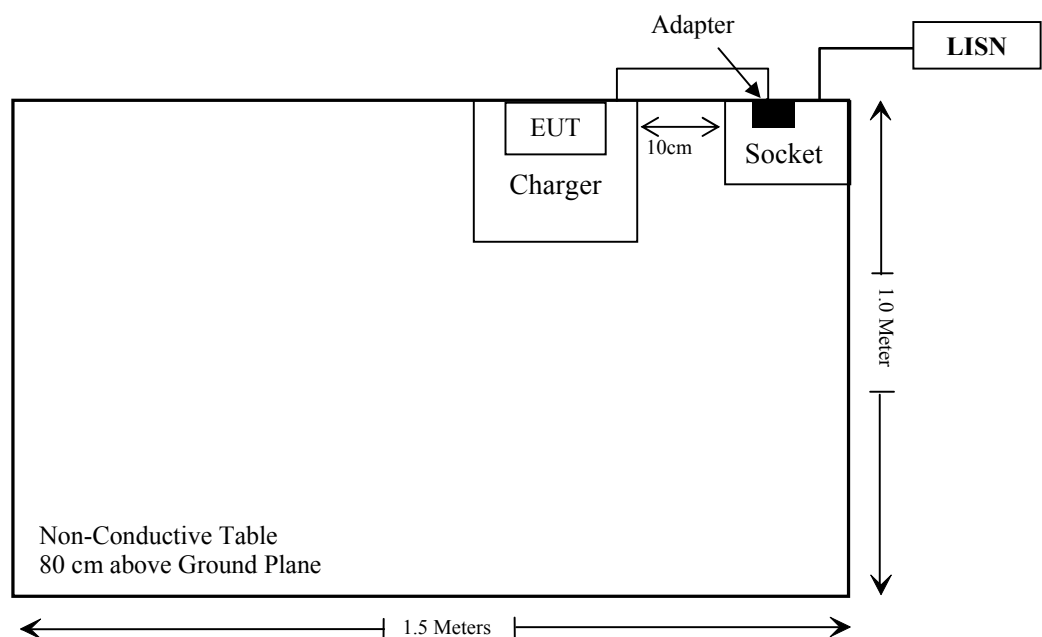 Adapter
LISN
EUT
10cm
Socket
Charger
1.0 Meter
Non-Conductive Table
80 cm above Ground Plane
1.5 Meters